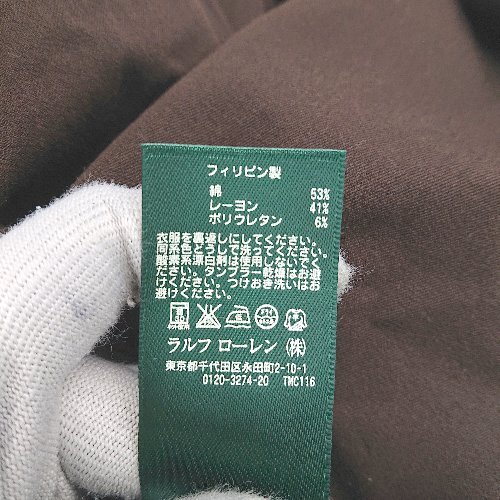 フィリピン製
綿 53%
レーヨン 41%
ポリウレタン 6%
衣服を裏返しにしてください。
同系色どうしで洗ってください。
酸素系漂白剤は使用しないでく
ださい。タンブラー乾燥はお避
けください。つけおき洗いはお
避けください。
ラルフ ローレン (株)
東京都千代田区永田町2-10-1
0120-3274-20 TMC116